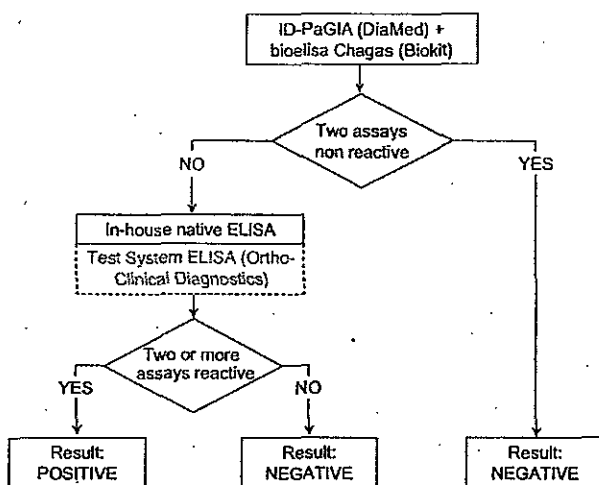 ID-PaGIA (DiaMed) +
bioelisa Chagas (Biokit)
Two assays
non reactive
NO
YES
In-house native ELISA
Test System ELISA (Ortho-
Clinical Diagnostics)
Two or more
assays reactive
YES
NO
Result:
POSITIVE
Result:
NEGATIVE
Result:
NEGATIVE